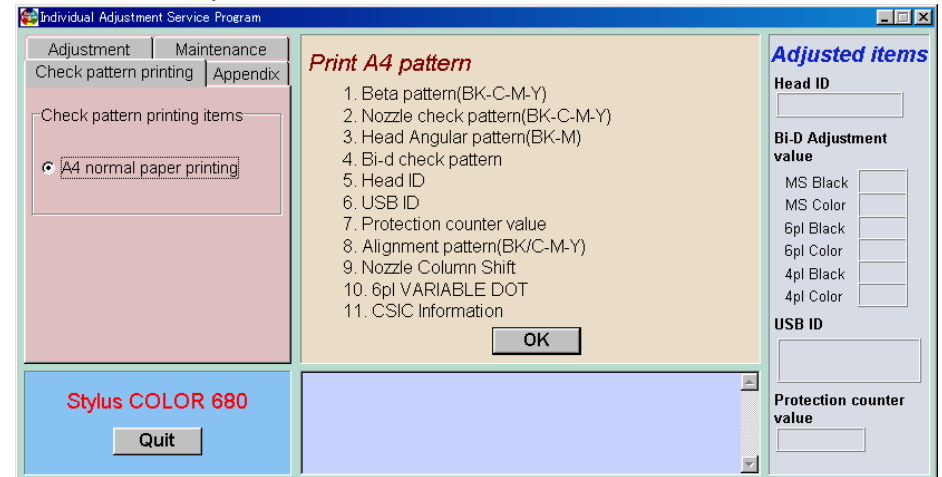 Individual Adjustment Service Program
Adjustment Maintenance
Check pattern printing Appendix
Check pattern printing items
A4 normal paper printing
Print A4 pattern
1. Beta pattern(BK-C-M-Y)
2. Nozzle check pattern(BK-C-M-Y)
3. Head Angular pattern(BK-M)
4. Bi-d check pattern
5. Head ID
6. USB ID
7. Protection counter value
8. Alignment pattern(BK/C-M-Y)
9. Nozzle Column Shift
10. 6pl VARIABLE DOT
11. CSIC Information
OK
Stylus COLOR 680
Quit
Adjusted items
Head ID
Bi-D Adjustment
value
MS Black
MS Color
6pl Black
6pl Color
4pl Black
4pl Color
USB ID
Protection counter
value